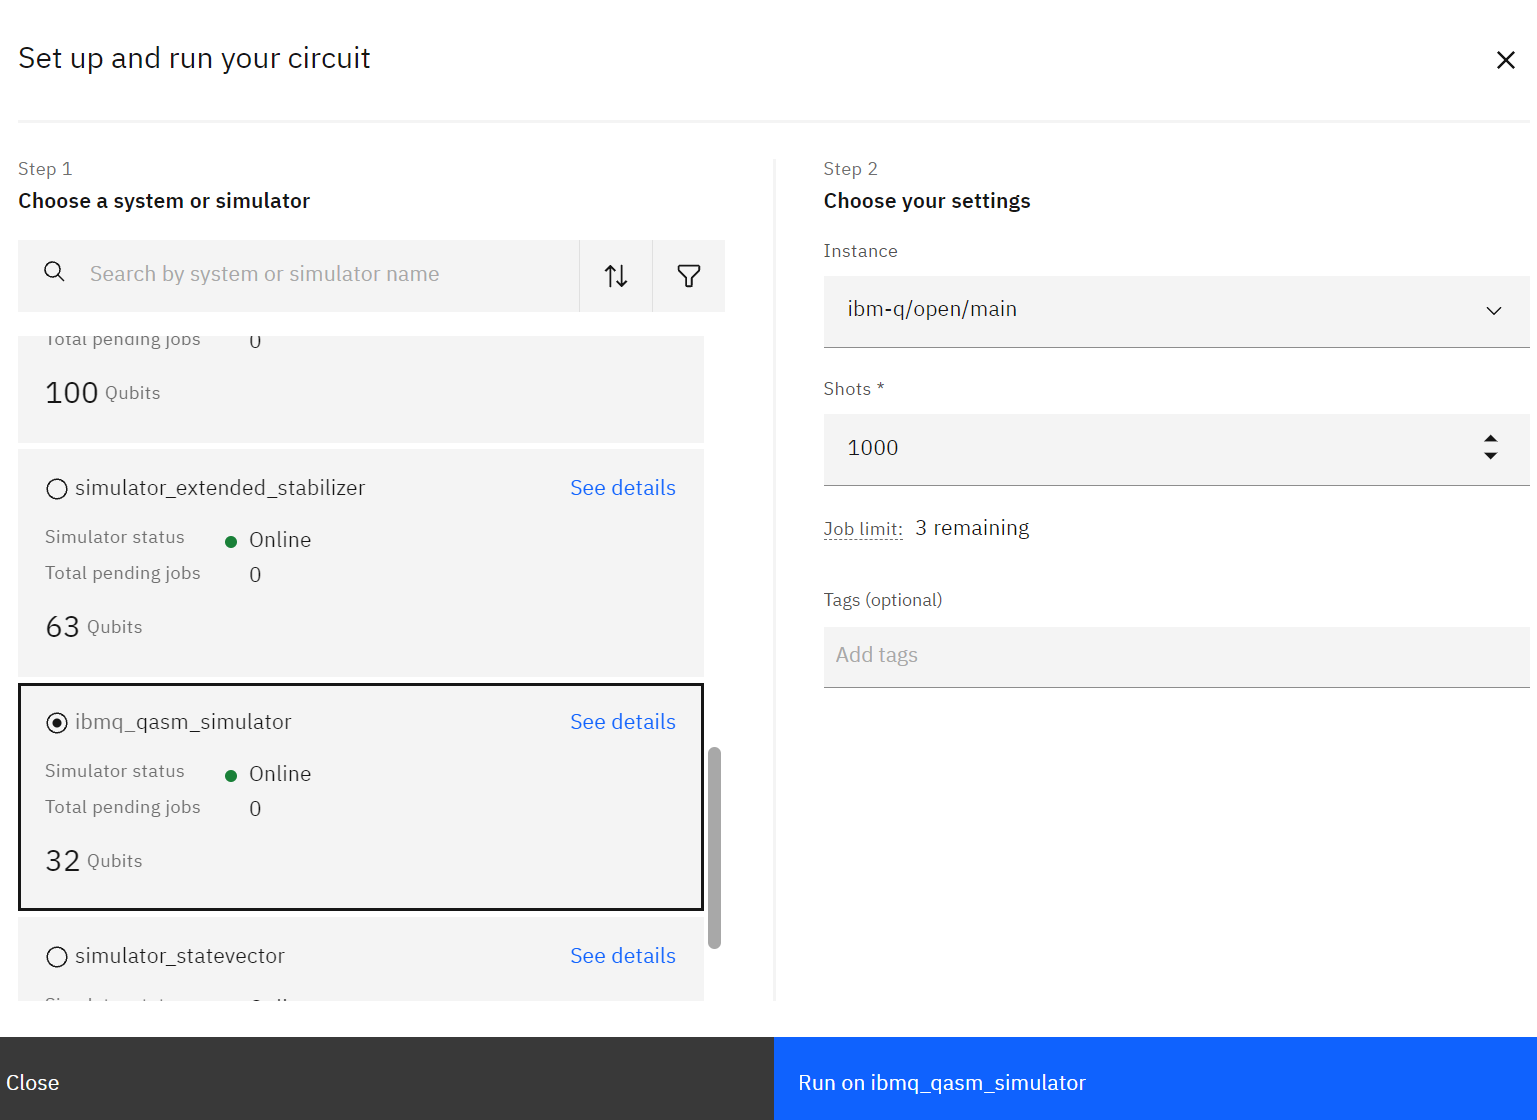 Set up and run your circuit
Step 1
Choose a system or simulator
Search by system or simulator name
Total pending jobs 0
100 Qubits
simulator_extended_stabilizer See details
Simulator status Online
Total pending jobs 0
63 Qubits
ibmq_qasm_simulator See details
Simulator status Online
Total pending jobs 0
32 Qubits
simulator_statevector See details
Step 2
Choose your settings
Instance
ibm-q/open/main
Shots *
1000
Job limit: 3 remaining
Tags (optional)
Add tags
Close
Run on ibmq_qasm_simulator